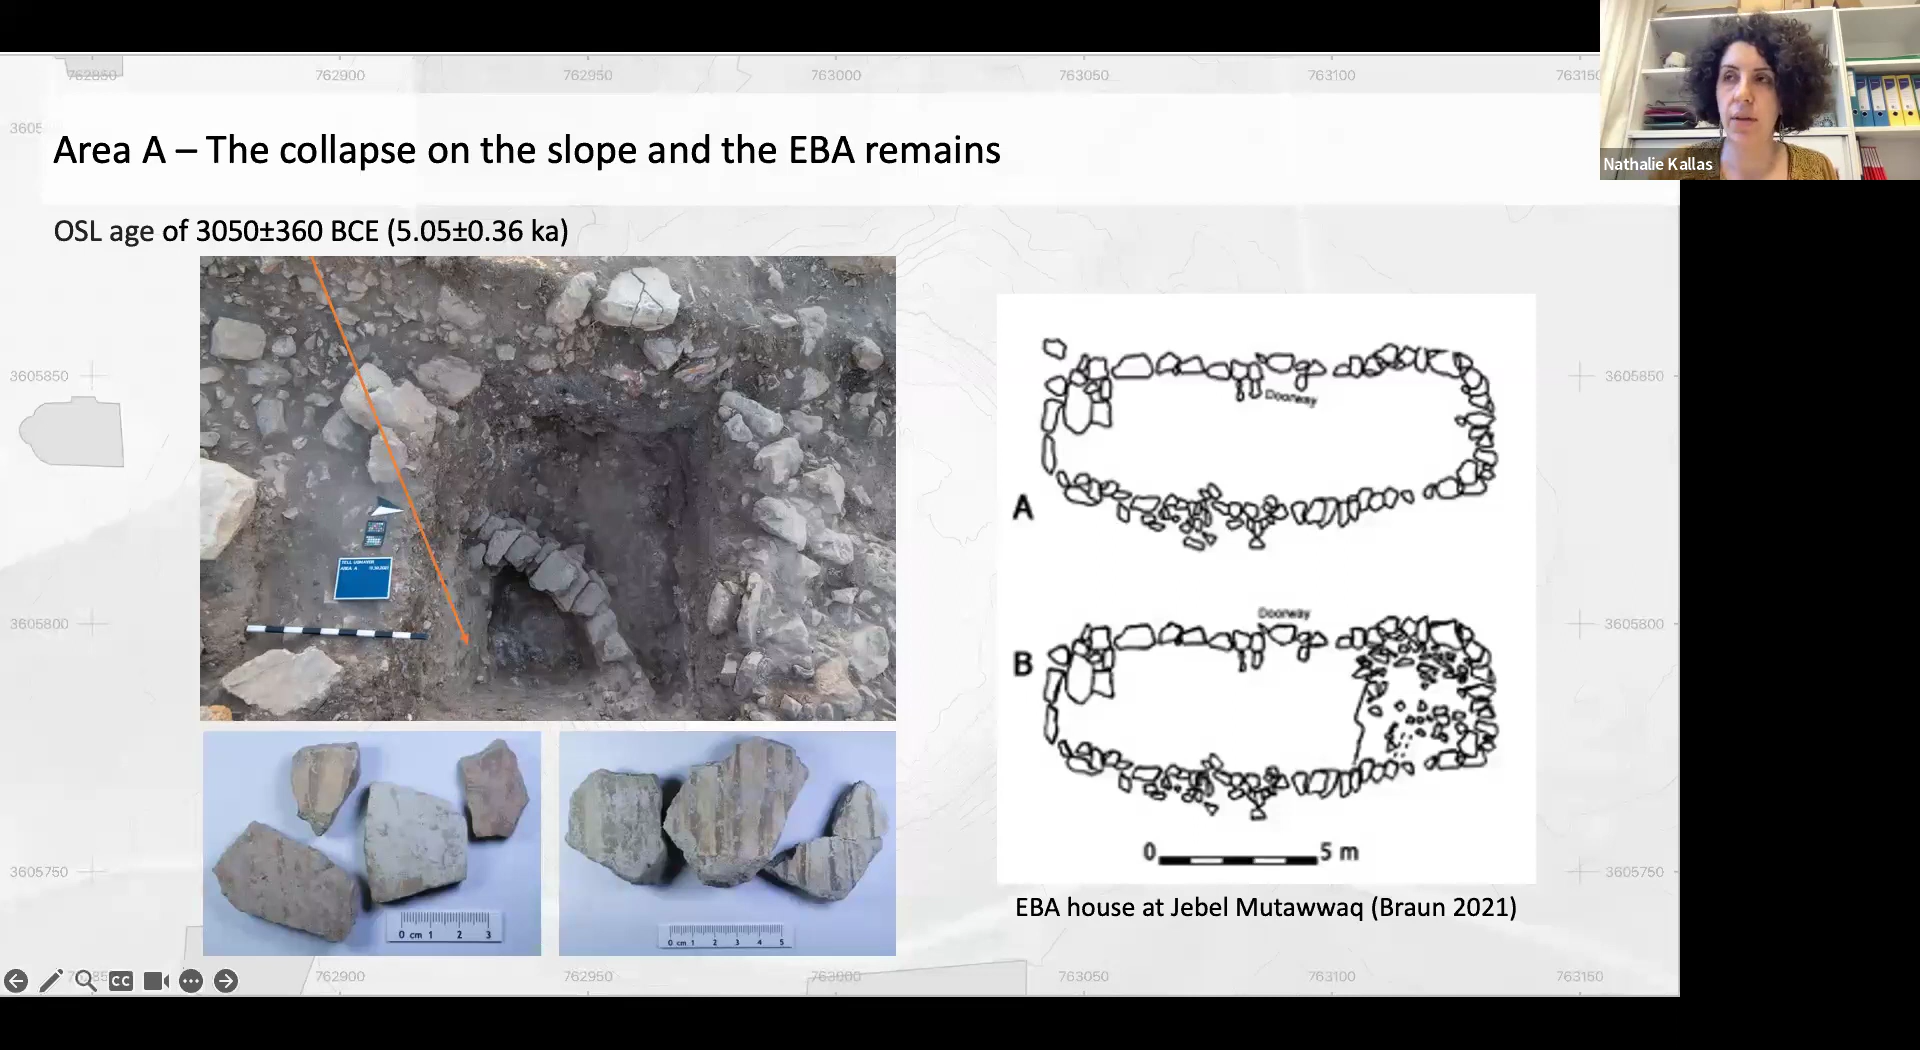 762850
762900
762950
763000
763050
763100
Nathalie Kallas
Area A – The collapse on the slope and the EBA remains
OSL age of 3050±360 BCE (5.05±0.36 ka)
3605850
3605850
3605800
3605800
3605750
3605750
AREA A
Doorway
A
Doorway
B
0 5 m
EBA house at Jebel Mutawwaq (Braun 2021)
0 cm 1 2 3
0 cm 1 2 3 4 5
CC
762900
762950
763000
763050
763100
763150